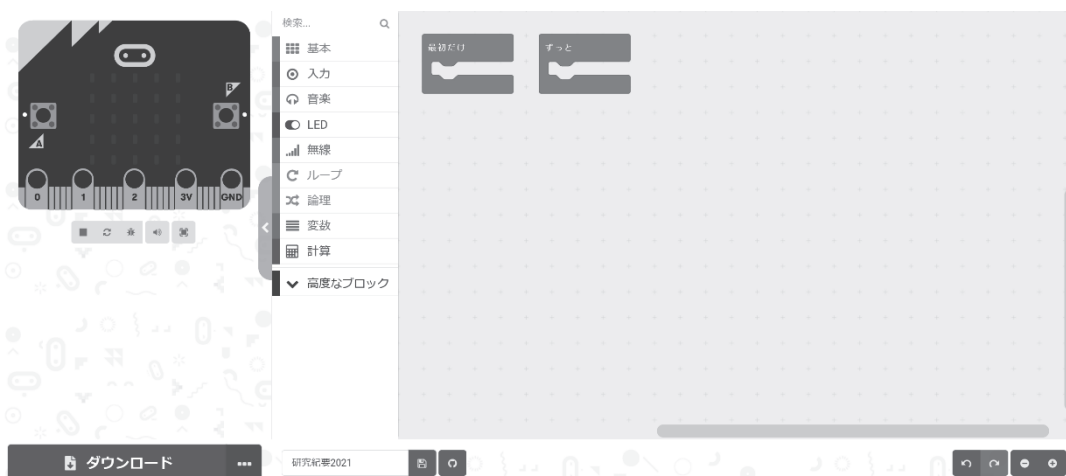 検索...
基本
入力
音楽
LED
無線
ループ
論理
変数
計算
高度なブロック
最初だけ
ずっと
B
A
0 1 2 3V GND
ダウンロード
研究紀要2021